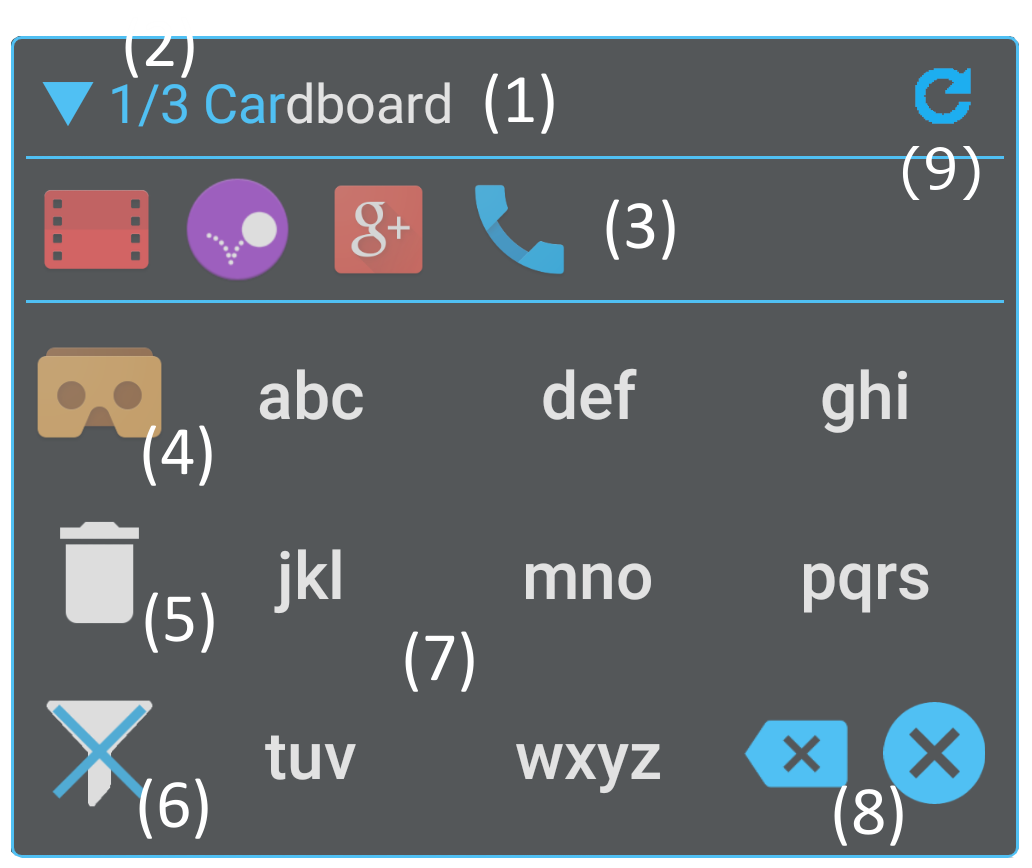 (2)
1/3 Cardboard (1)
(9)
g+ (3)
abc def ghi
(4)
jkl mno pqrs
(5)
(7)
tuv wxyz
(6) (8)